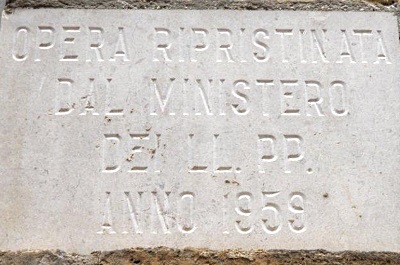 OPERA RIPRISTINATA
DAL MINISTERO
DEI LL. PP.
ANNO 1959